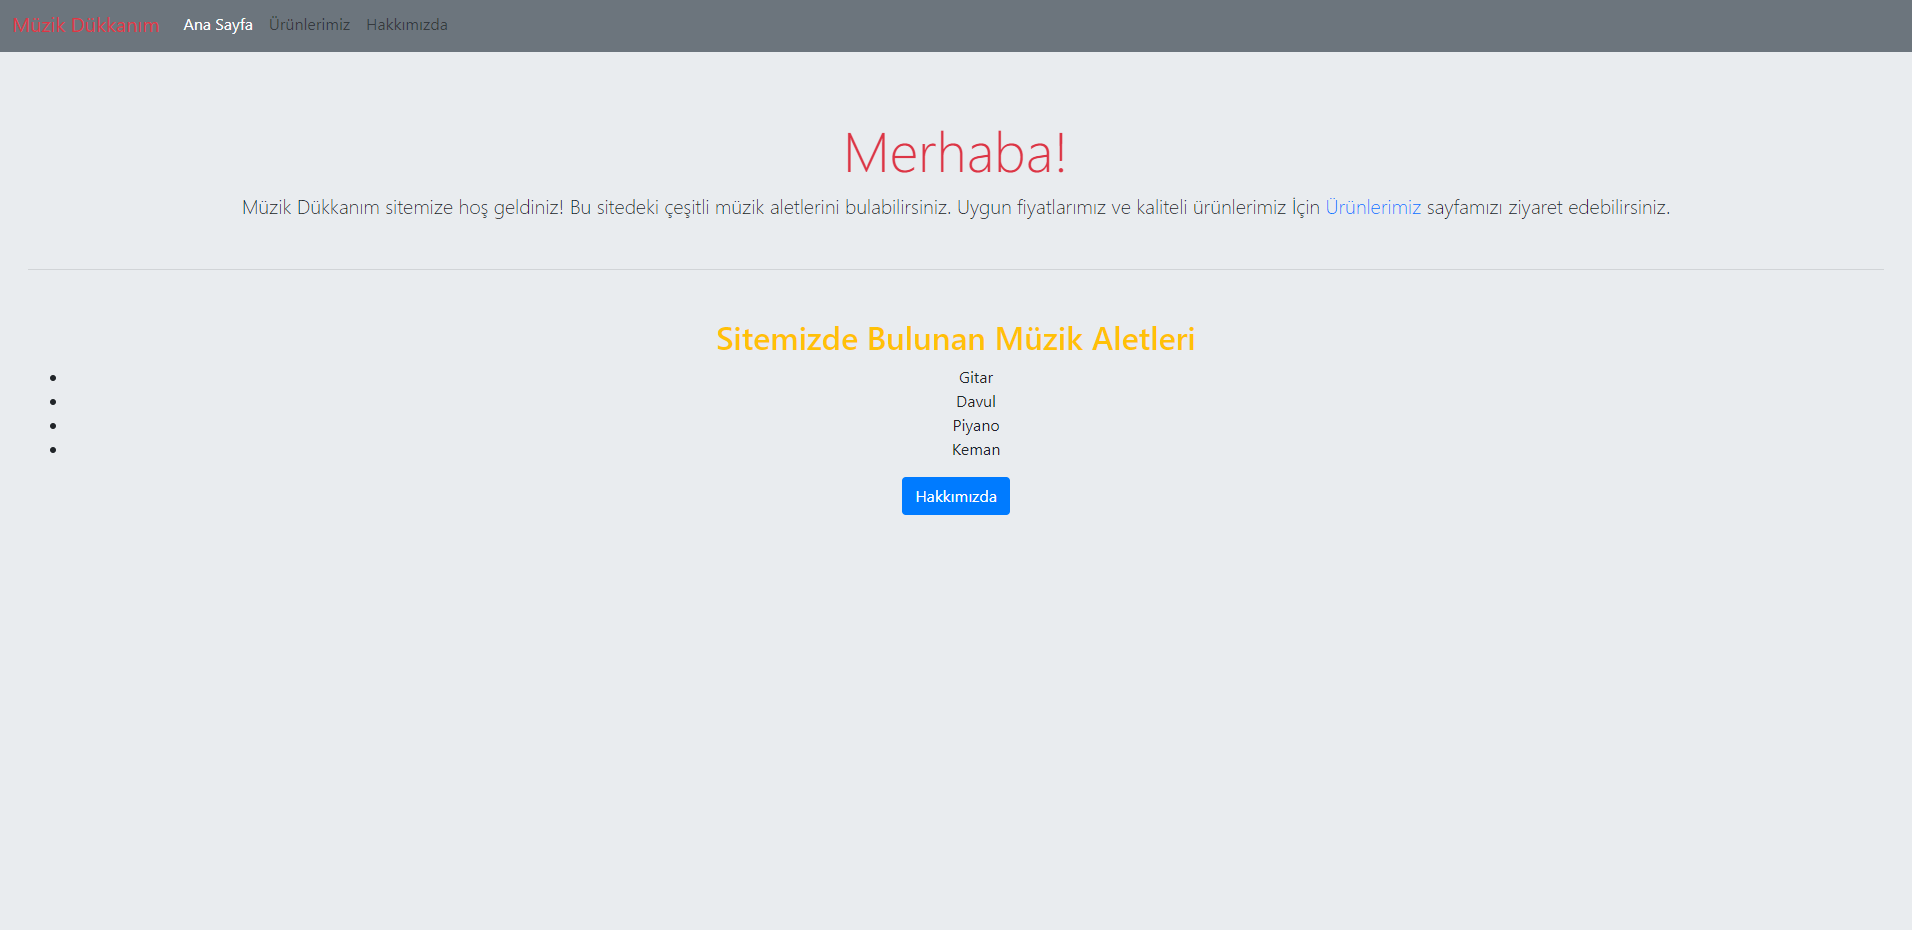 Müzik Dükkanım Ana Sayfa Ürünlerimiz Hakkımızda
Merhaba!
Müzik Dükkanım sitemize hoş geldiniz! Bu sitedeki çeşitli müzik aletlerini bulabilirsiniz. Uygun fiyatlarımız ve kaliteli ürünlerimiz İçin Ürünlerimiz sayfamızı ziyaret edebilirsiniz.
Sitemizde Bulunan Müzik Aletleri
• Gitar
• Davul
• Piyano
• Keman
Hakkımızda